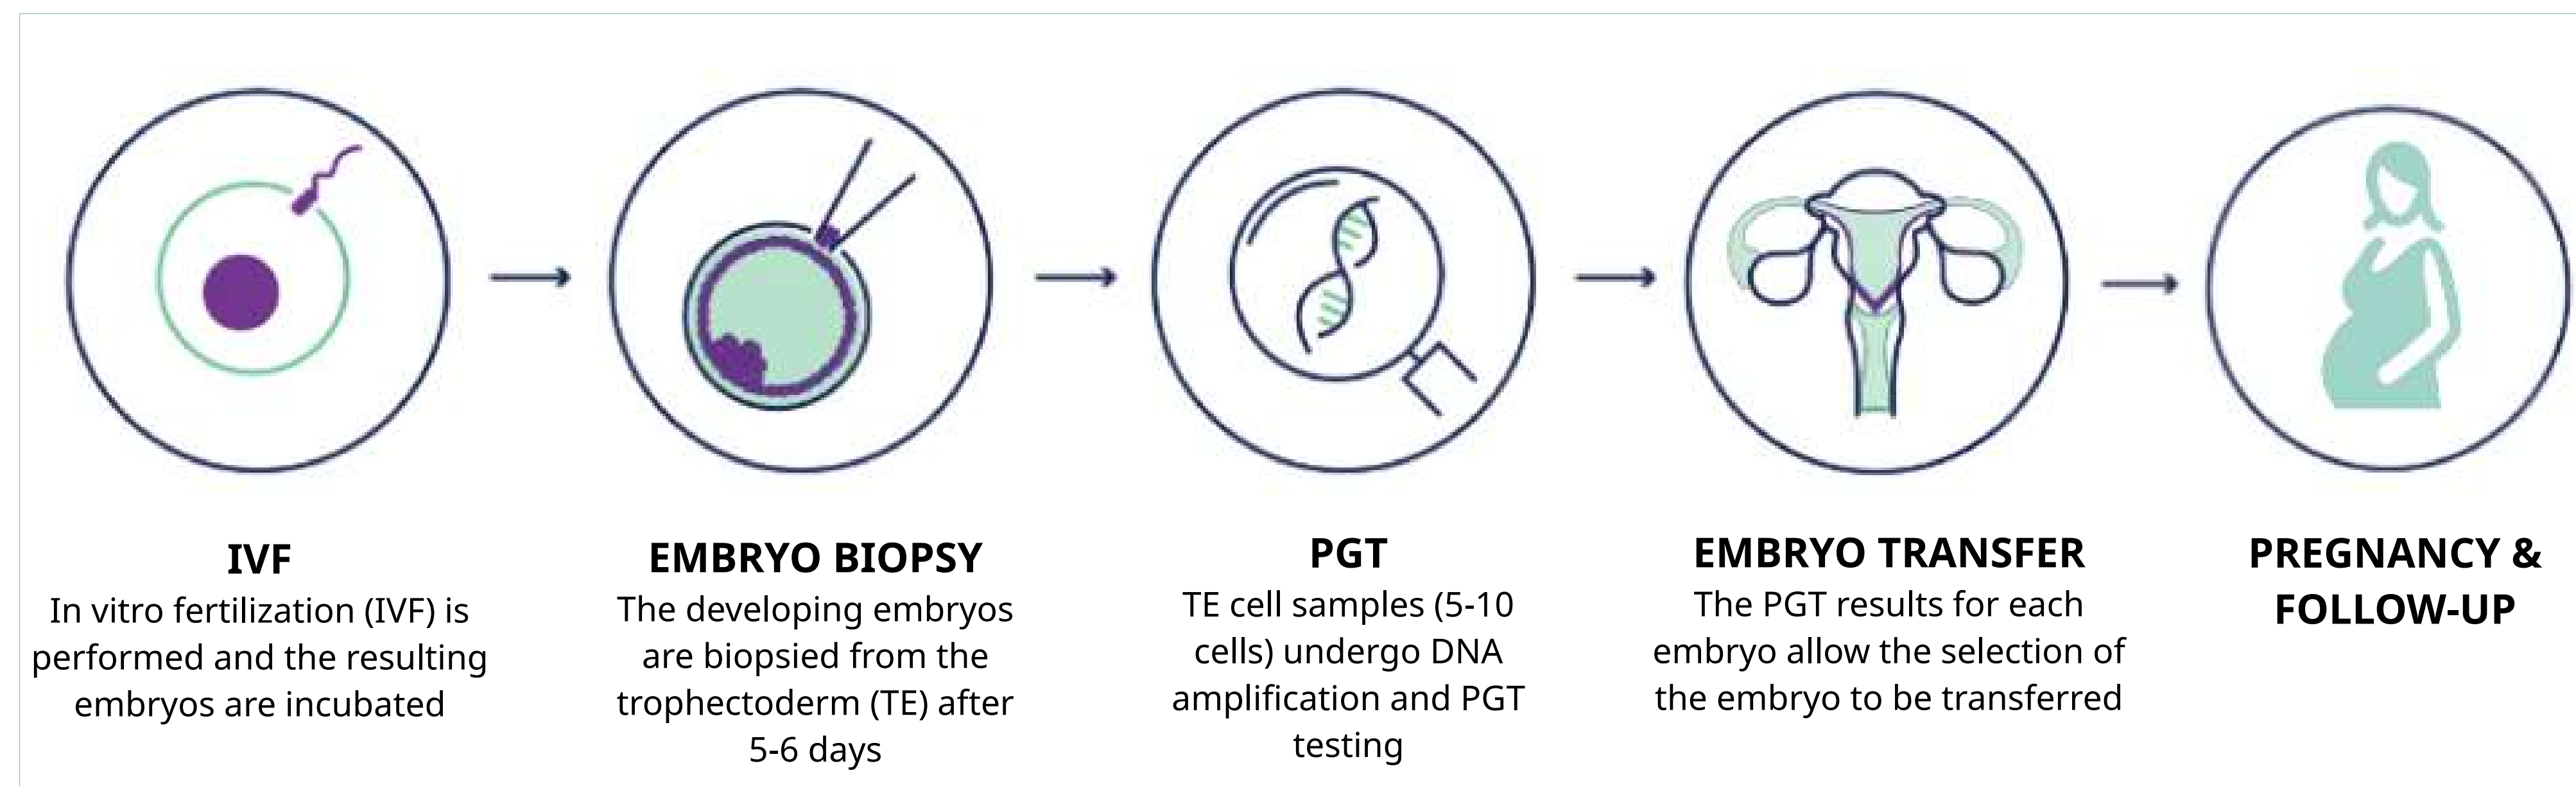 IVF
In vitro fertilization (IVF) is
performed and the resulting
embryos are incubated
EMBRYO BIOPSY
The developing embryos
are biopsied from the
trophectoderm (TE) after
5-6 days
PGT
TE cell samples (5-10
cells) undergo DNA
amplification and PGT
testing
EMBRYO TRANSFER
The PGT results for each
embryo allow the selection of
the embryo to be transferred
PREGNANCY &
FOLLOW-UP